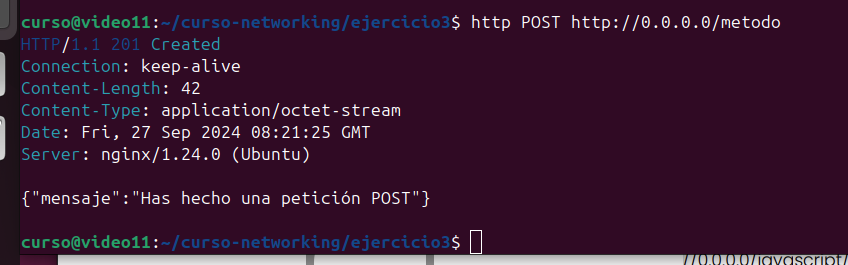 curso@video11:~/curso-networking/ejercicio3$ http POST http://0.0.0.0/metodo
HTTP/1.1 201 Created
Connection: keep-alive
Content-Length: 42
Content-Type: application/octet-stream
Date: Fri, 27 Sep 2024 08:21:25 GMT
Server: nginx/1.24.0 (Ubuntu)
{"mensaje":"Has hecho una petición POST"}
curso@video11:~/curso-networking/ejercicio3$
//0.0.0.0/javascript/